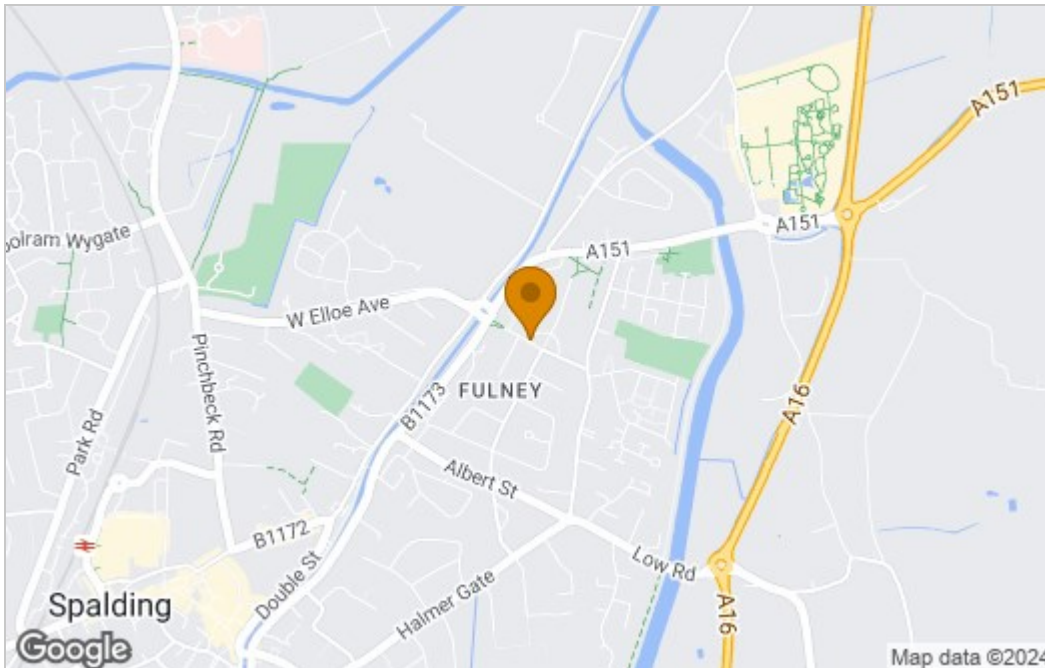 A151
A151
A151
oolram Wygate
W Elloe Ave
Pinchbeck Rd
FULNEY
B1173
A16
Park Rd
Albert St
B1172
Low Rd
Double St
Halmer Gate
Spalding
A16
Google
Map data ©2024